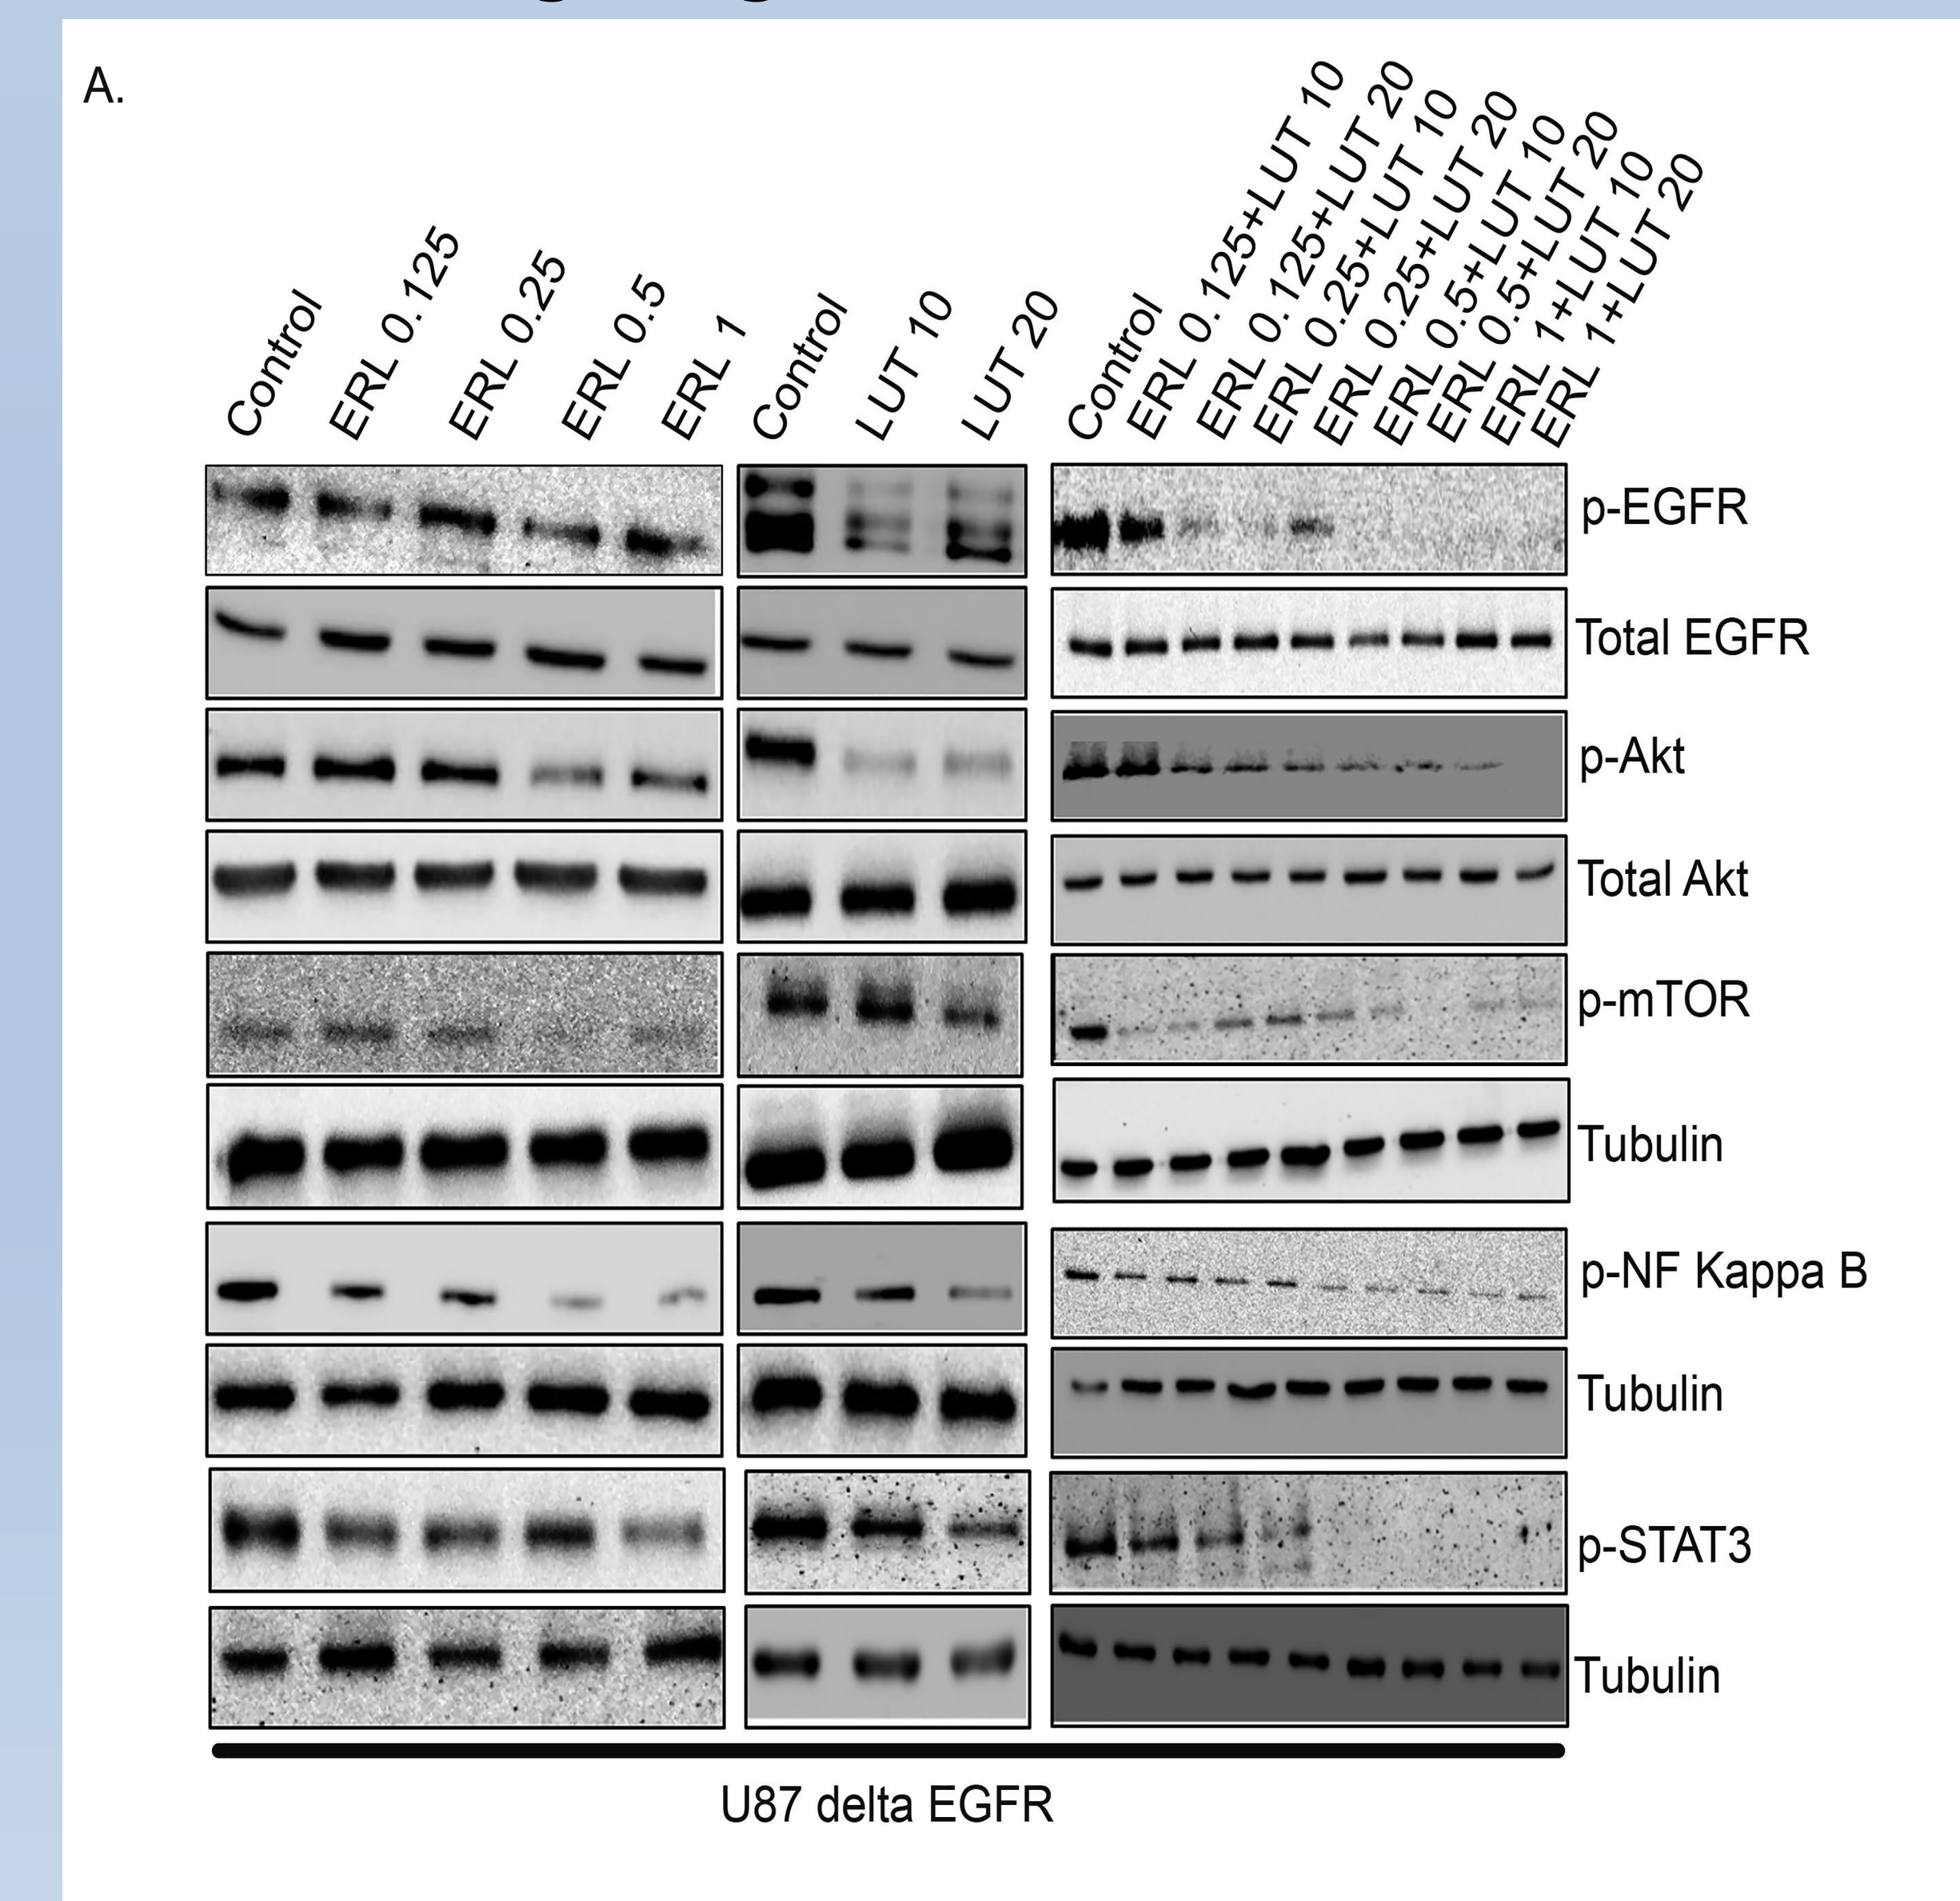 A.
Control
ERL 0.125
ERL 0.25
ERL 0.5
ERL 1
Control
LUT 10
LUT 20
Control
ERL 0.125+LUT 10
ERL 0.125+LUT 20
ERL 0.25+LUT 10
ERL 0.25+LUT 20
ERL 0.5+LUT 10
ERL 0.5+LUT 20
ERL 1+LUT 10
ERL 1+LUT 20
p-EGFR
Total EGFR
p-Akt
Total Akt
p-mTOR
Tubulin
p-NF Kappa B
Tubulin
p-STAT3
Tubulin
U87 delta EGFR